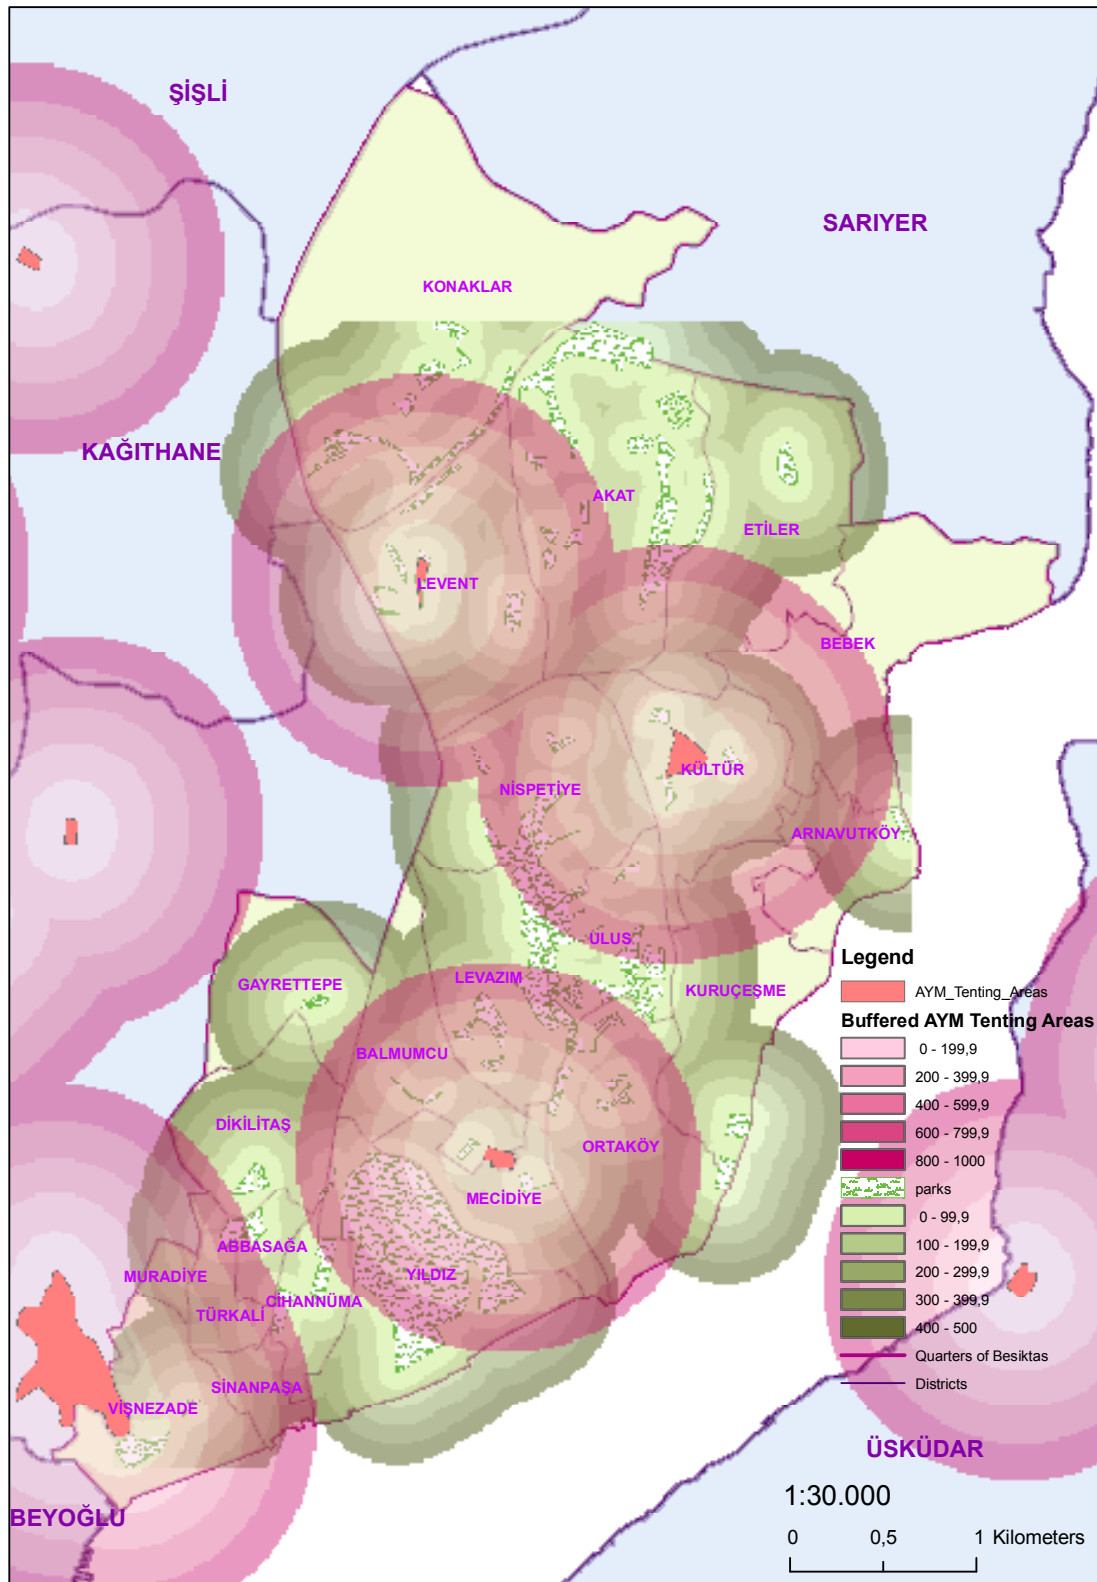 ŞİŞLİ
SARIYER
KONAKLAR
KAĞITHANE
AKAT
ETİLER
LEVENT
BEBEK
KÜLTÜR
NİSPETİYE
ARNAVUTKÖY
ULUS
LEVAZIM
GAYRETTEPE
KURUÇEŞME
BALMUMCU
DİKİLİTAŞ
ORTAKÖY
MECİDİYE
ABBASAĞA
MURADİYE
YILDIZ
CİHANNÜMA
TÜRKALİ
SİNANPAŞA
VİŞNEZADE
BEYOĞLU
Legend
AYM_Tenting_Areas
Buffered AYM Tenting Areas
0 - 199,9
200 - 399,9
400 - 599,9
600 - 799,9
800 - 1000
parks
0 - 99,9
100 - 199,9
200 - 299,9
300 - 399,9
400 - 500
Quarters of Besiktas
Districts
ÜSKÜDAR
1:30.000
0 0,5 1 Kilometers